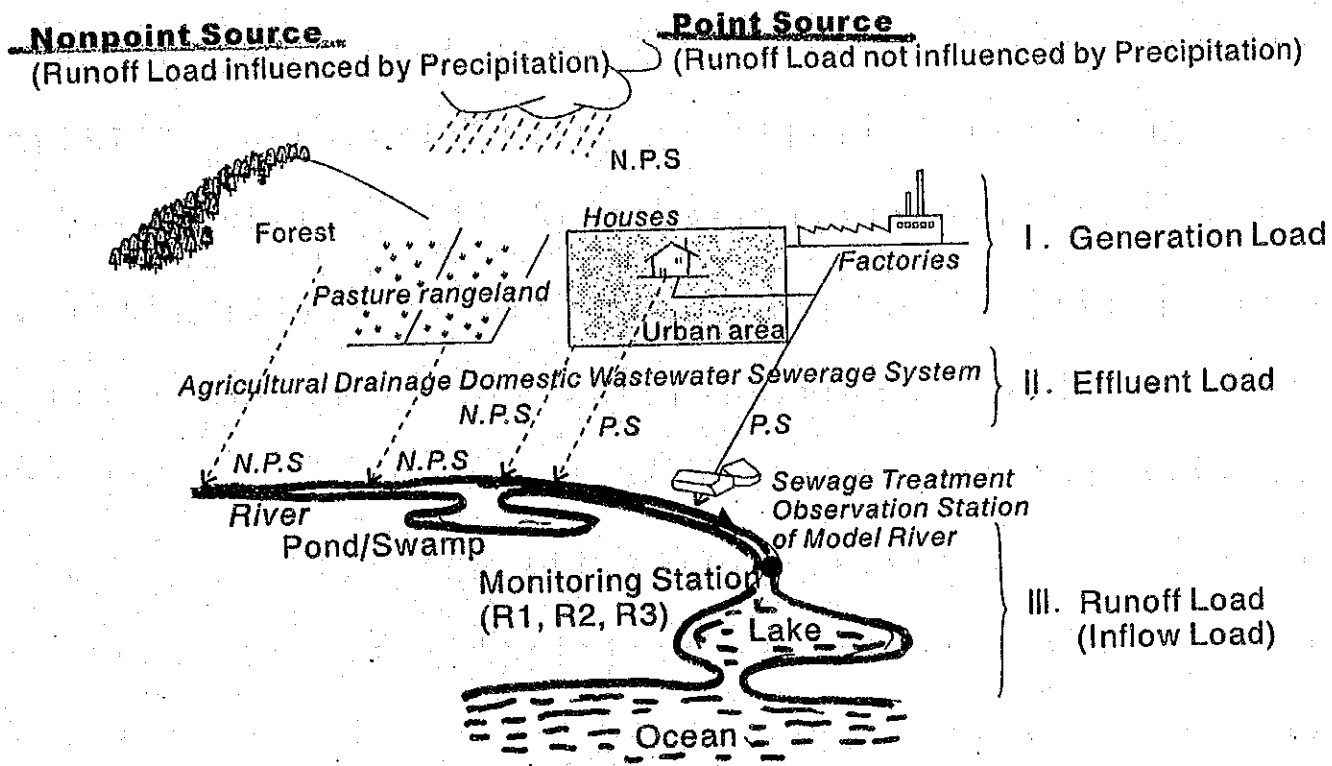 Nonpoint Source
(Runoff Load influenced by Precipitation)
Point Source
(Runoff Load not influenced by Precipitation)
N.P.S
Forest
Houses
Factories
Pasture rangeland
Urban area
I. Generation Load
Agricultural Drainage Domestic Wastewater Sewerage System
II. Effluent Load
N.P.S
P.S
P.S
N.P.S
N.P.S
River
Pond/Swamp
Sewage Treatment
Observation Station
of Model River
Monitoring Station
(R1, R2, R3)
Lake
III. Runoff Load
(Inflow Load)
Ocean